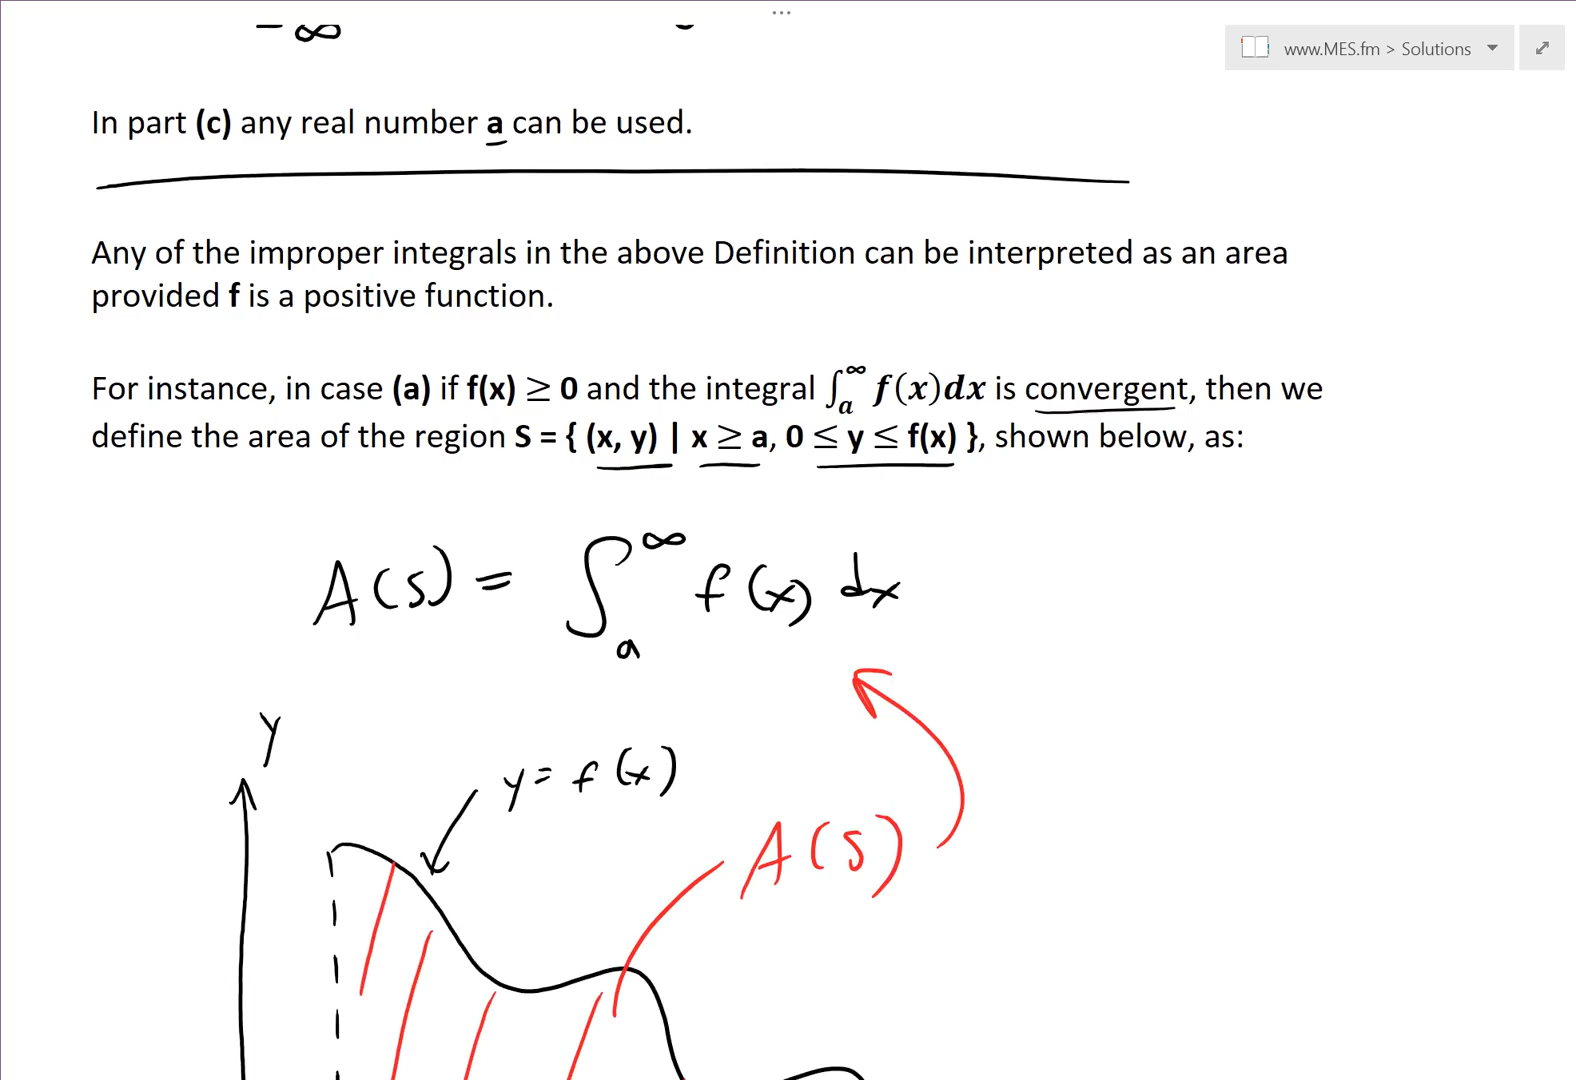 − ∞
www.MES.fm > Solutions
In part (c) any real number a can be used.
Any of the improper integrals in the above Definition can be interpreted as an area
provided f is a positive function.
For instance, in case (a) if f(x) ≥ 0 and the integral ∫ₐ^∞ f(x)dx is convergent, then we
define the area of the region S = { (x, y) | x ≥ a, 0 ≤ y ≤ f(x) }, shown below, as:
A(S) = ∫ₐ^∞ f(x) dx
y
y = f(x)
A(S)